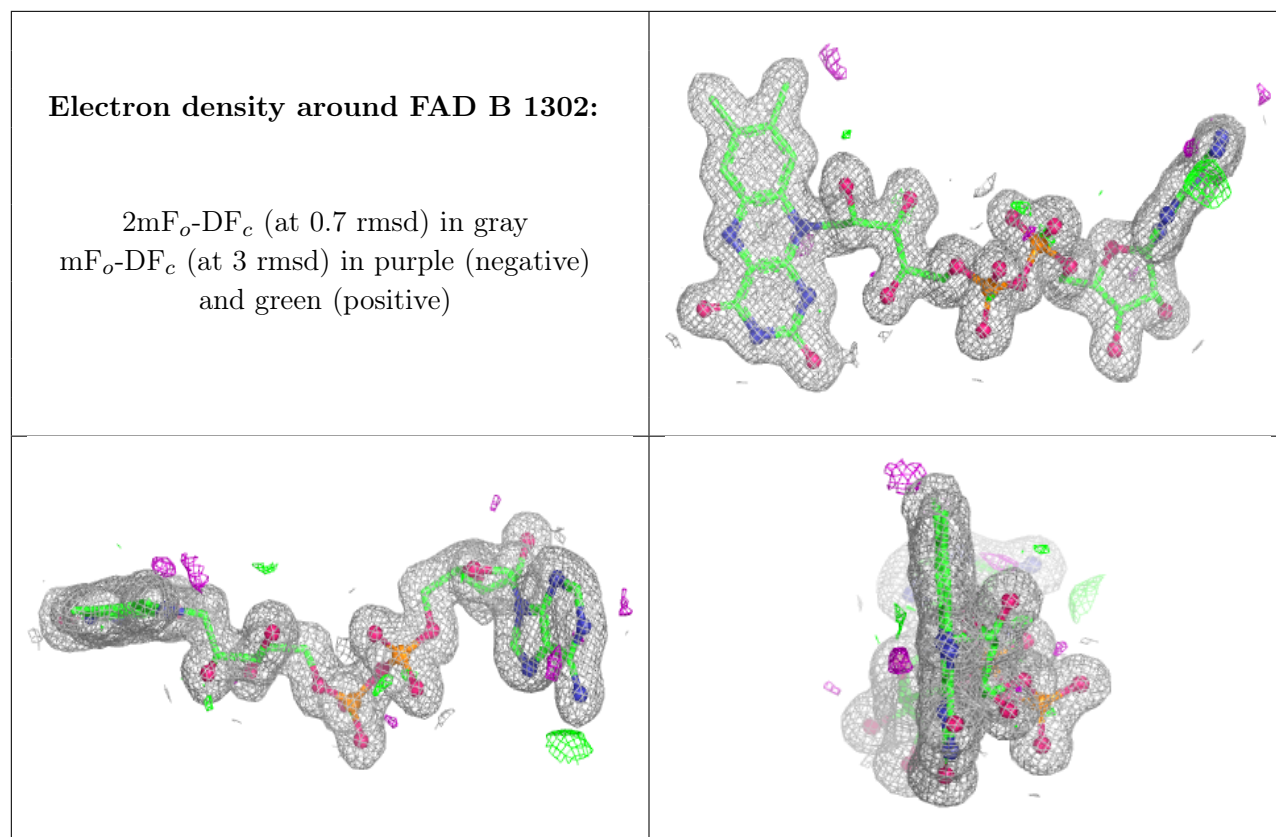 Electron density around FAD B 1302:
2mFo-DFc (at 0.7 rmsd) in gray
mFo-DFc (at 3 rmsd) in purple (negative)
and green (positive)